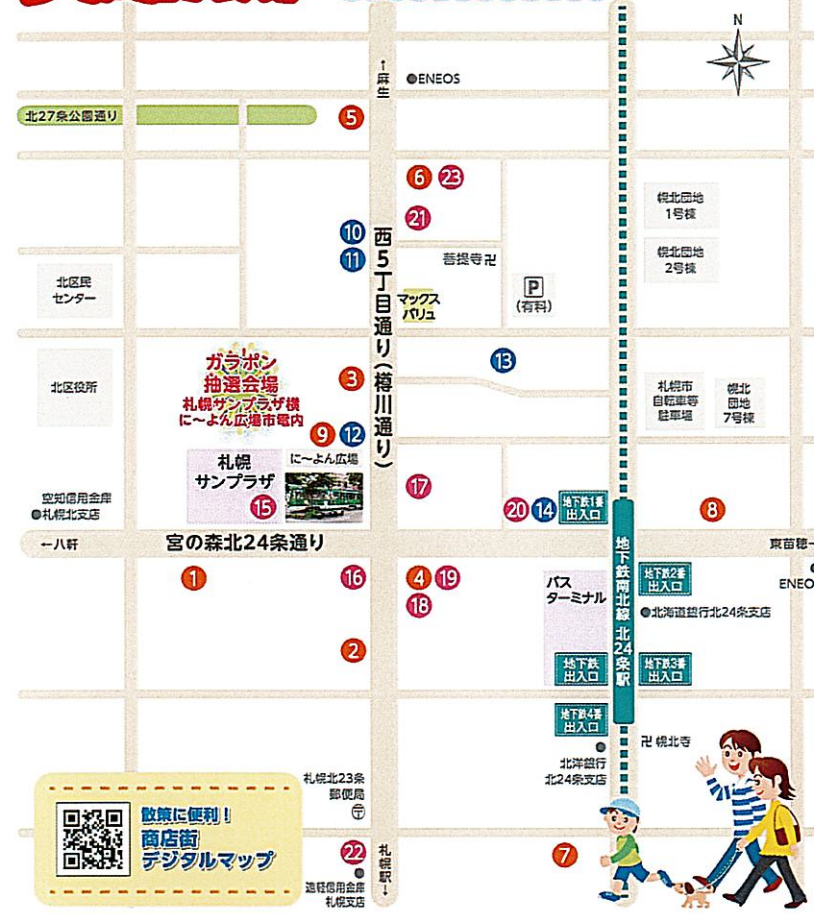 N
↑麻生
●ENEOS
北27条公園通り
5
6 23
21
幌北団地
1号棟
10
11
西5丁目通り(樽川通り)
菩提寺卍
幌北団地
2号棟
北区民
センター
マックス
バリュ
P
(有料)
13
ガラポン
抽選会場
札幌サンプラザ横
に〜よん広場市電内
3
北区役所
札幌市
自転車等
駐車場
幌北
団地
7号棟
9 12
札幌
サンプラザ
に〜よん広場
15
17
空知信用金庫
●札幌北支店
20 14
地下鉄1番
出入口
8
←八軒
宮の森北24条通り
東苗穂→
地下鉄南北線 北24条駅
1
16
4 19
18
バス
ターミナル
地下鉄2番
出入口
ENEO
●北海道銀行北24条支店
2
地下鉄
出入口
地下鉄3番
出入口
地下鉄4番
出入口
卍 幌北寺
北洋銀行
北24条支店
札幌北23条
郵便局
〒
散策に便利!
商店街
デジタルマップ
22
札幌駅↓
7
遠軽信用金庫
札幌支店